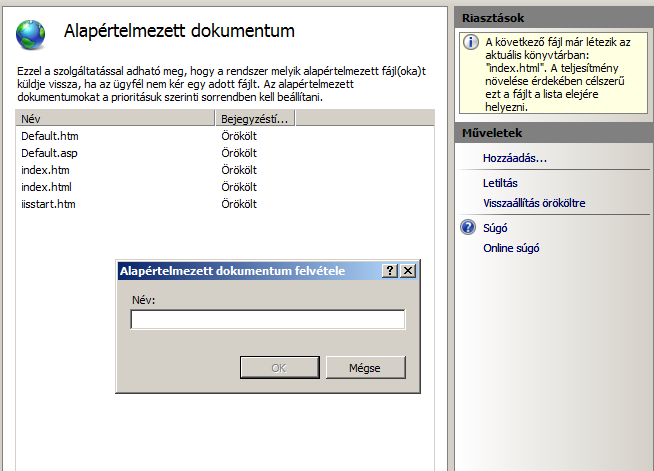 Alapértelmezett dokumentum
Ezzel a szolgáltatással adható meg, hogy a rendszer melyik alapértelmezett fájl(oka)t
küldje vissza, ha az ügyfél nem kér egy adott fájlt. Az alapértelmezett
dokumentumokat a prioritásuk szerinti sorrendben kell beállítani.
Név Bejegyzéstí...
Default.htm Örökölt
Default.asp Örökölt
index.htm Örökölt
index.html Örökölt
iisstart.htm Örökölt
Alapértelmezett dokumentum felvétele
Név:
OK Mégse
Riasztások
A következő fájl már létezik az
aktuális könyvtárban:
"index.html". A teljesítmény
növelése érdekében célszerű
ezt a fájlt a lista elejére
helyezni.
Műveletek
Hozzáadás...
Letiltás
Visszaállítás örököltre
Súgó
Online súgó